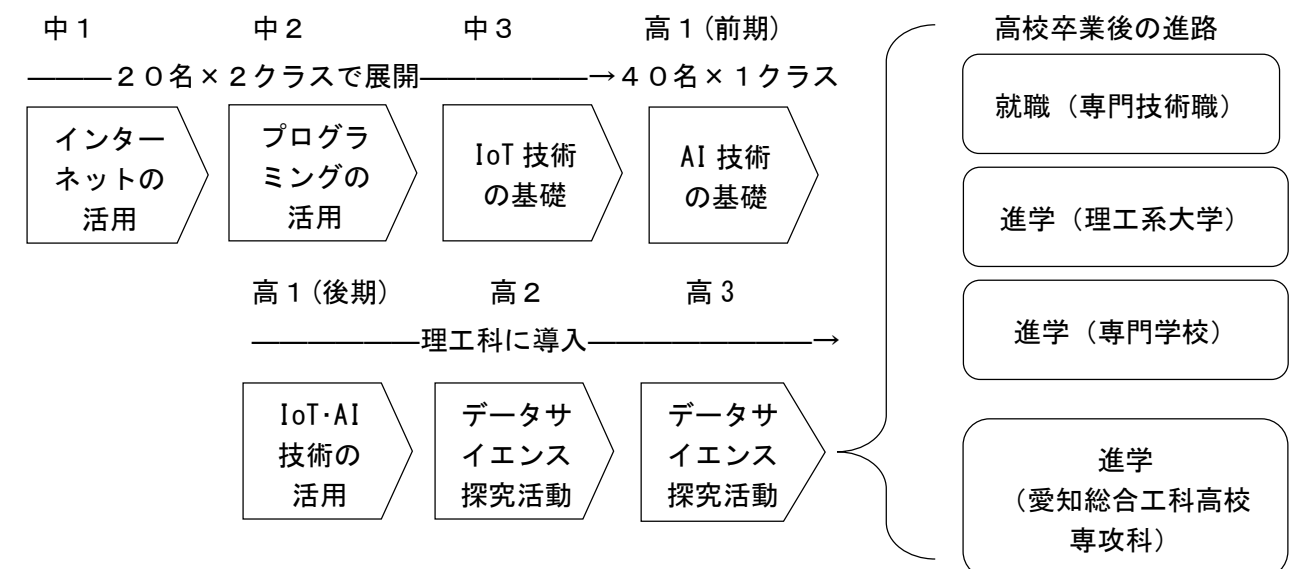 中１ 中２ 中３ 高１(前期) 高校卒業後の進路
―――２０名×２クラスで展開――――――→４０名×１クラス
インター
ネットの
活用
プログラ
ミングの
活用
IoT 技術
の基礎
AI 技術
の基礎
就職（専門技術職）
進学（理工系大学）
高１(後期) 高２ 高３
――――――理工科に導入――――――――→
進学（専門学校）
IoT･AI
技術の
活用
データサ
イエンス
探究活動
データサ
イエンス
探究活動
進学
（愛知総合工科高校
専攻科）